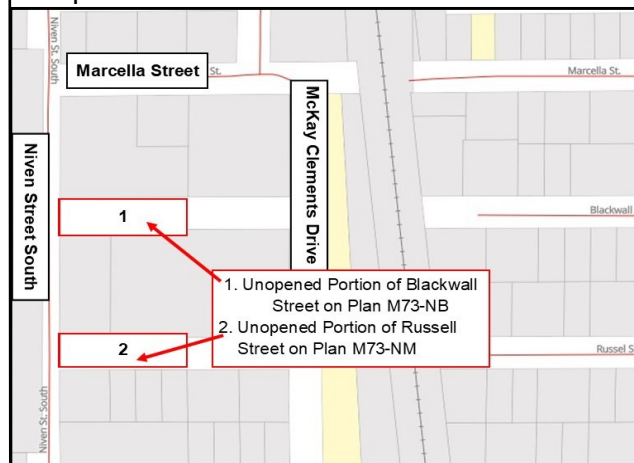 Niven St. South
Marcella Street
St.
Marcella St.
McKay Clements Drive
Niven Street South
1
Blackwall
1. Unopened Portion of Blackwall
Street on Plan M73-NB
2. Unopened Portion of Russell
Street on Plan M73-NM
2
Russel S
Niven St. South